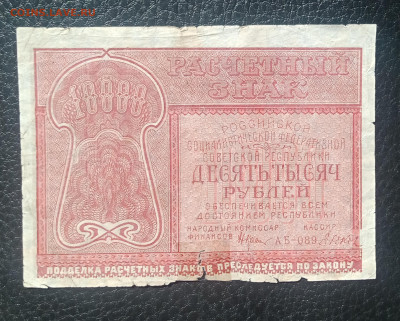 РАСЧЕТНЫЙ
ЗНАК
РОССИЙСКОЙ
СОЦИАЛИСТИЧЕСКОЙ ФЕДЕРАТИВНОЙ
СОВЕТСКОЙ РЕСПУБЛИКИ
ДЕСЯТЬ ТЫСЯЧ
РУБЛЕЙ
ОБЕСПЕЧИВАЕТСЯ ВСЕМ
ДОСТОЯНИЕМ РЕСПУБЛИКИ
НАРОДНЫЙ КОМИССАР КАССИР
ФИНАНСОВ АБ-089
ПОДДЕЛКА РАСЧЕТНЫХ ЗНАКОВ ПРЕСЛЕДУЕТСЯ ПО ЗАКОНУ